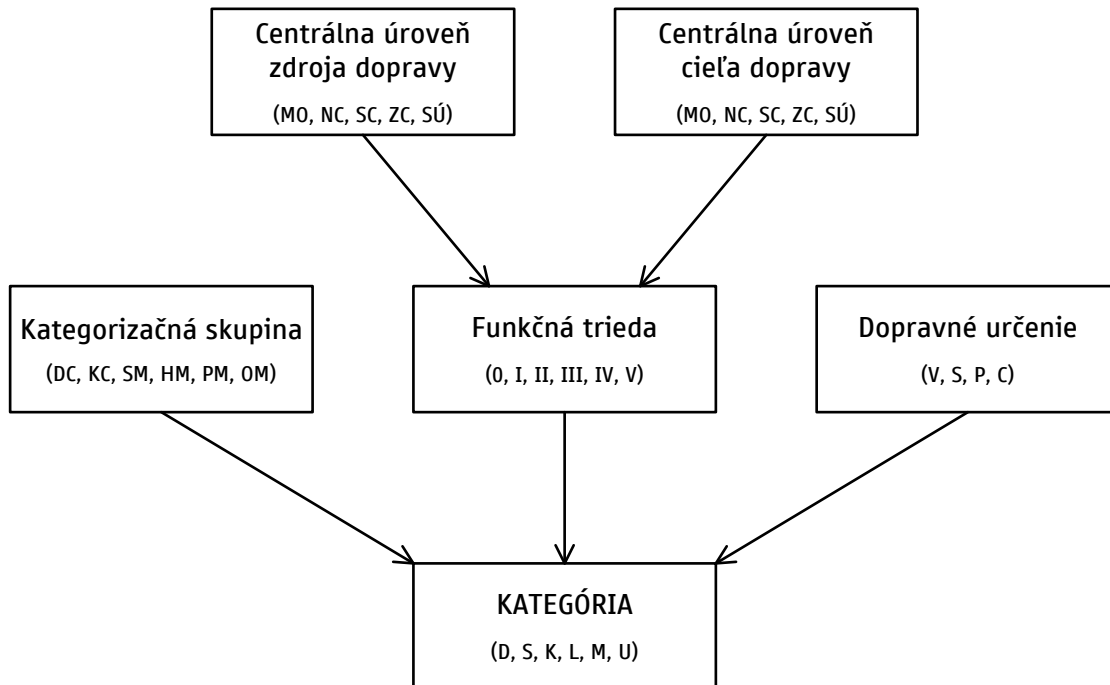 Centrálna úroveň
zdroja dopravy
(MO, NC, SC, ZC, SÚ)
Centrálna úroveň
cieľa dopravy
(MO, NC, SC, ZC, SÚ)
Kategorizačná skupina
(DC, KC, SM, HM, PM, OM)
Funkčná trieda
(0, I, II, III, IV, V)
Dopravné určenie
(V, S, P, C)
KATEGÓRIA
(D, S, K, L, M, U)